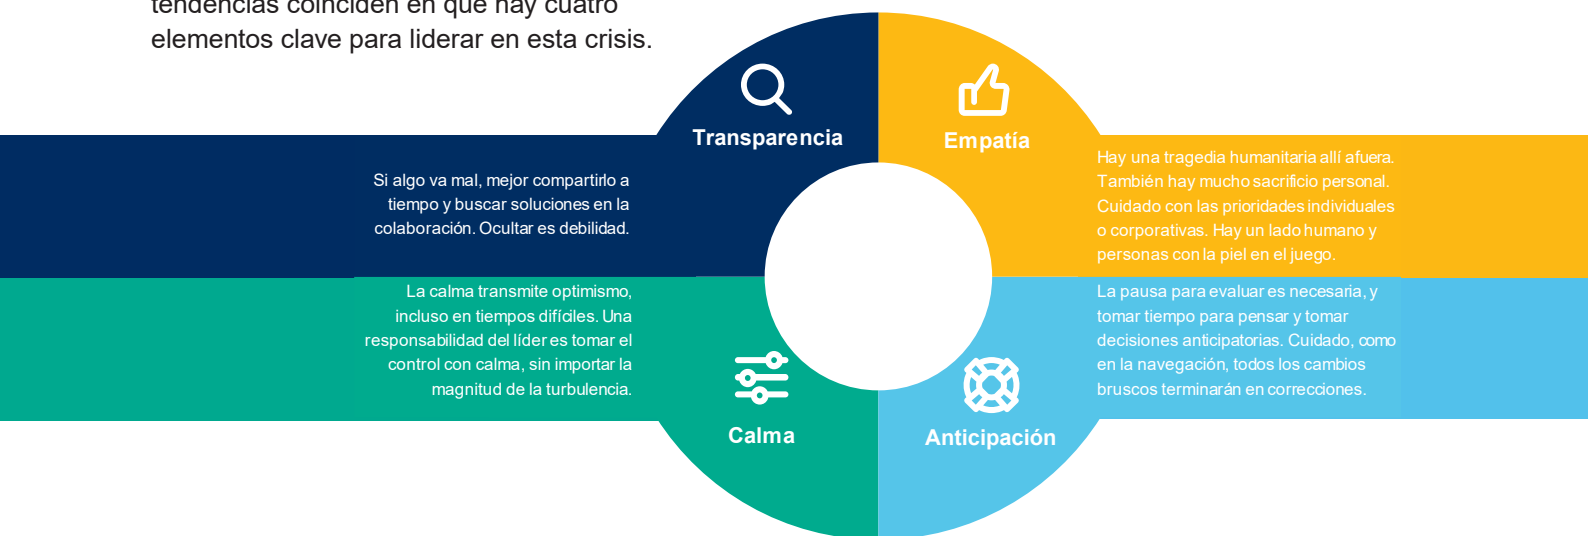 tendencias coinciden en que hay cuatro
elementos clave para liderar en esta crisis.
Transparencia
Si algo va mal, mejor compartirlo a
tiempo y buscar soluciones en la
colaboración. Ocultar es debilidad.
Empatía
Hay una tragedia humanitaria allí afuera.
También hay mucho sacrificio personal.
Cuidado con las prioridades individuales
o corporativas. Hay un lado humano y
personas con la piel en el juego.
La calma transmite optimismo,
incluso en tiempos difíciles. Una
responsabilidad del líder es tomar el
control con calma, sin importar la
magnitud de la turbulencia.
Calma
La pausa para evaluar es necesaria, y
tomar tiempo para pensar y tomar
decisiones anticipatorias. Cuidado, como
en la navegación, todos los cambios
bruscos terminarán en correcciones.
Anticipación